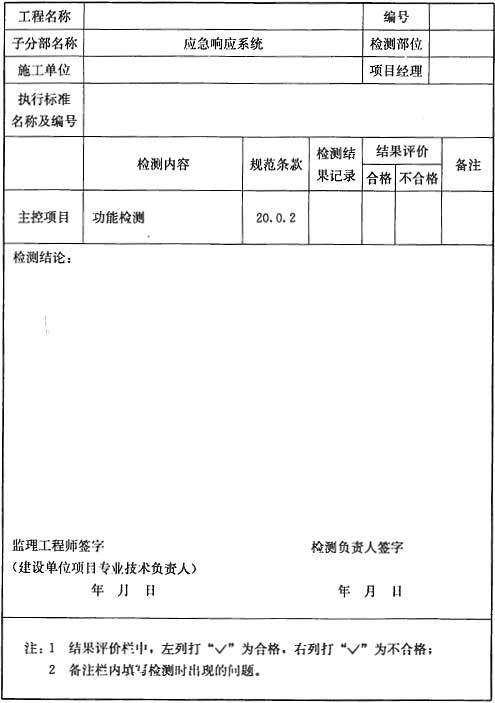 工程名称 编号
子分部名称 应急响应系统 检测部位
施工单位 项目经理
执行标准
名称及编号
检测内容 规范条款 检测结
果记录 结果评价 备注
合格 不合格
主控项目 功能检测 20.0.2
检测结论：
监理工程师签字 检测负责人签字
（建设单位项目专业技术负责人）
年 月 日 年 月 日
注：1 结果评价栏中，左列打“✓”为合格，右列打“✓”为不合格；
2 备注栏内填写检测时出现的问题。